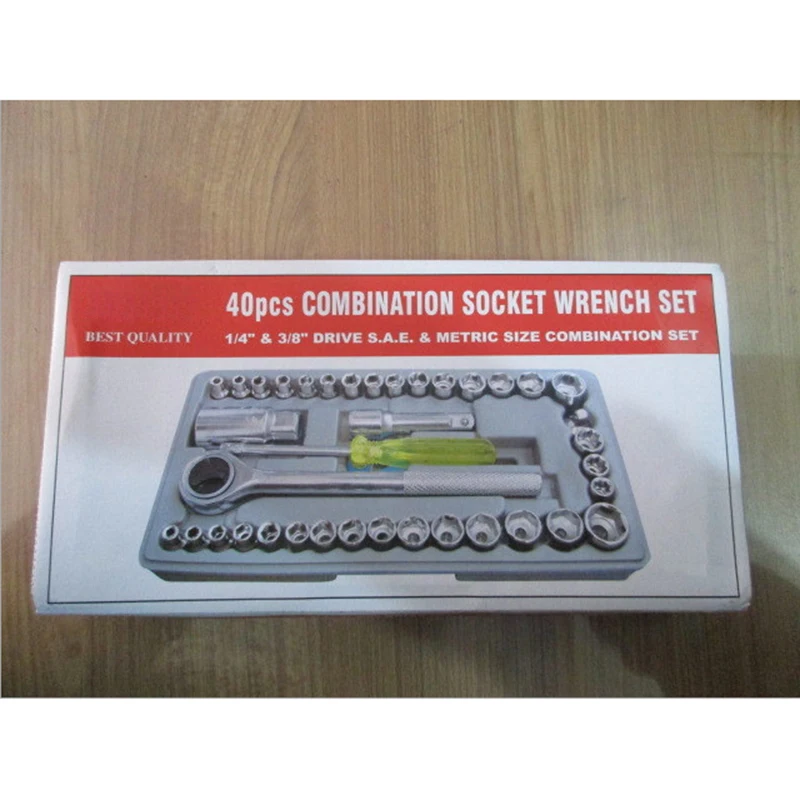 40pcs COMBINATION SOCKET WRENCH SET
BEST QUALITY 1/4" & 3/8" DRIVE S.A.E. & METRIC SIZE COMBINATION SET